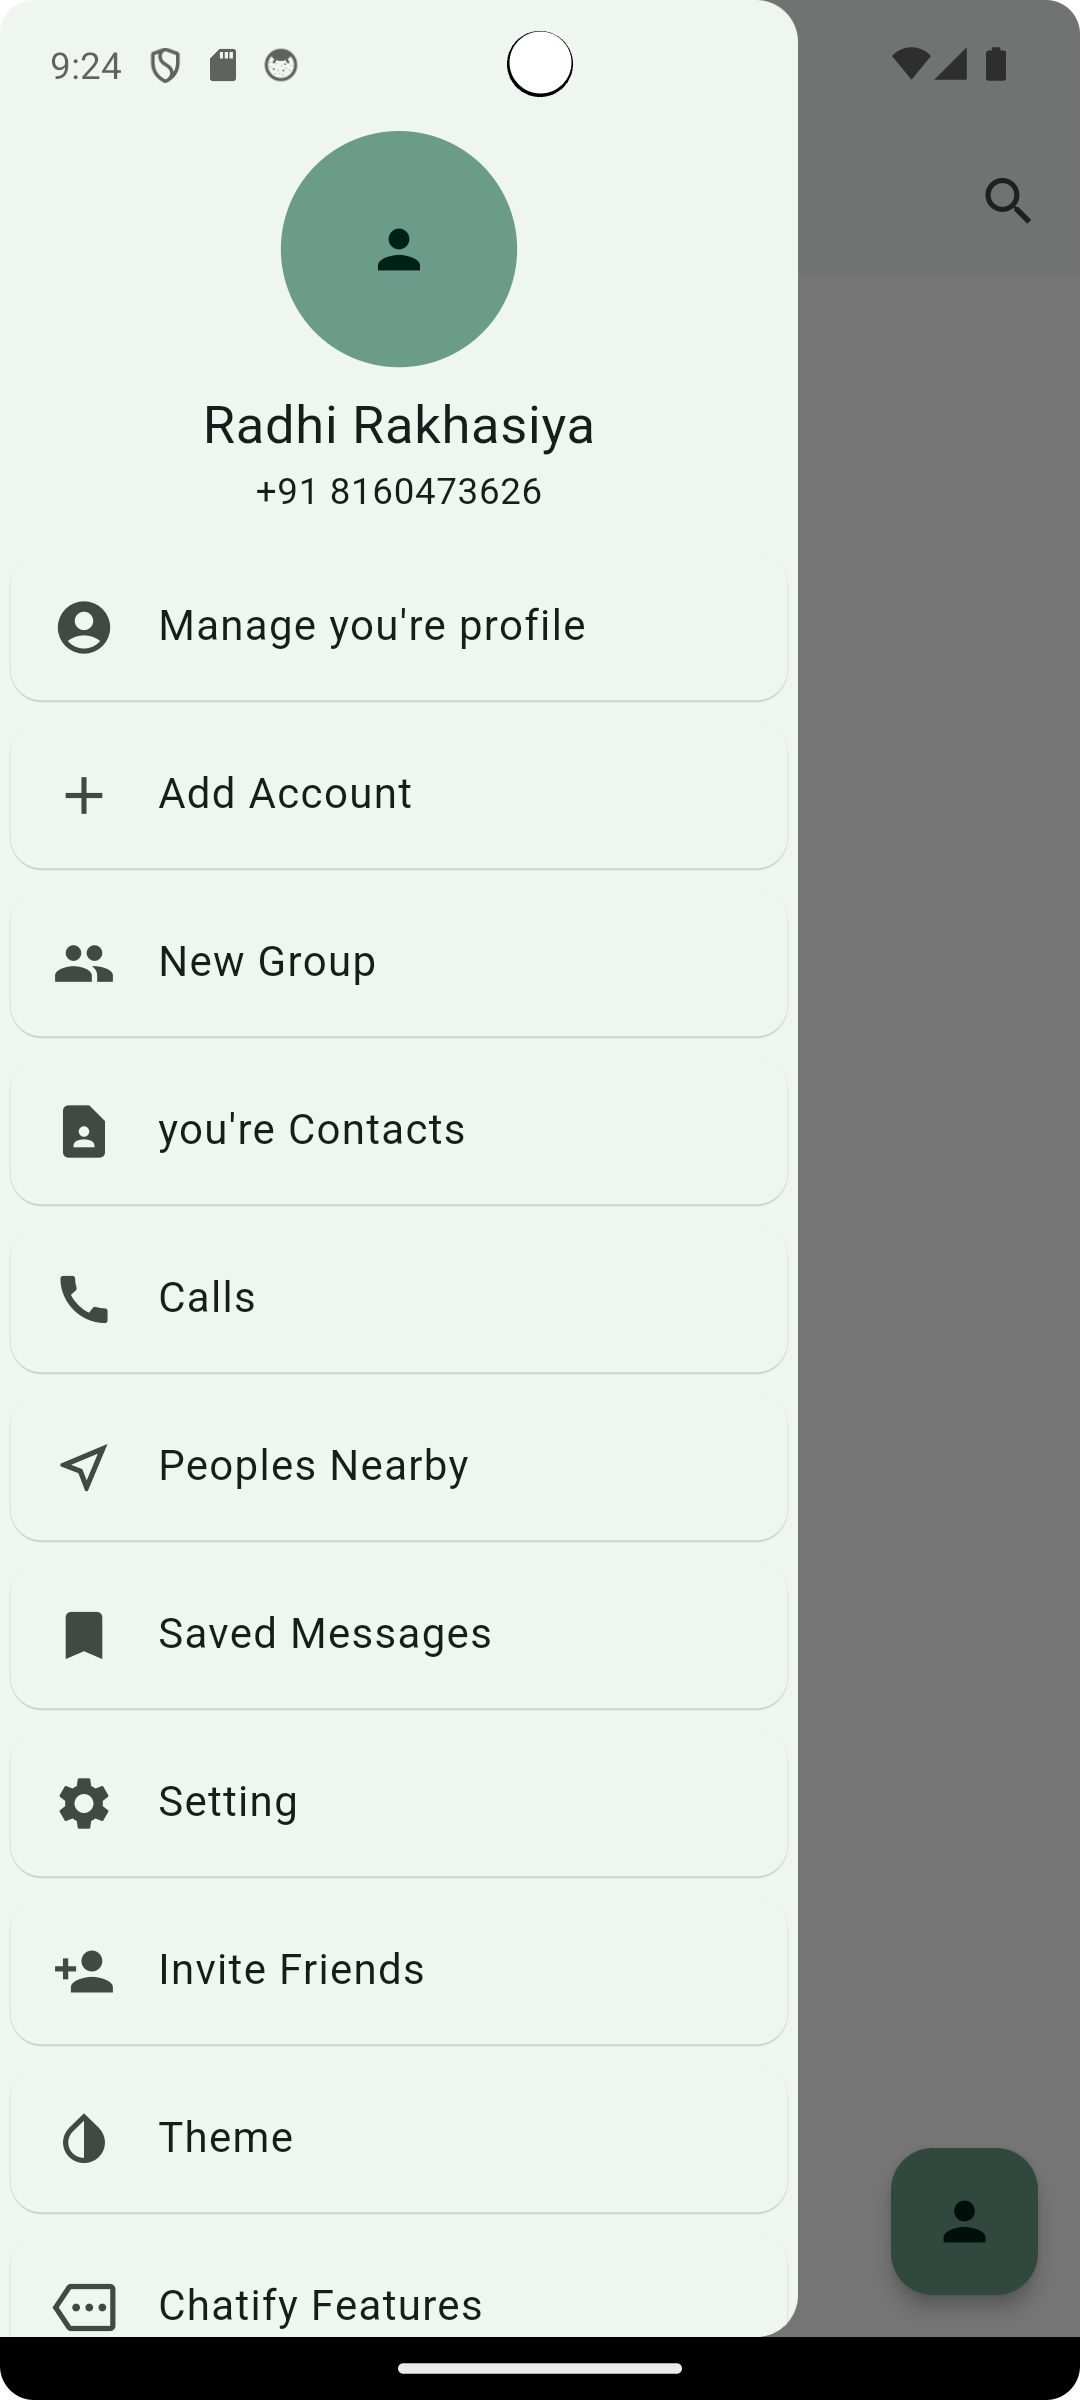 9:24
Radhi Rakhasiya
+91 8160473626
Manage you're profile
Add Account
New Group
you're Contacts
Calls
Peoples Nearby
Saved Messages
Setting
Invite Friends
Theme
Chatify Features